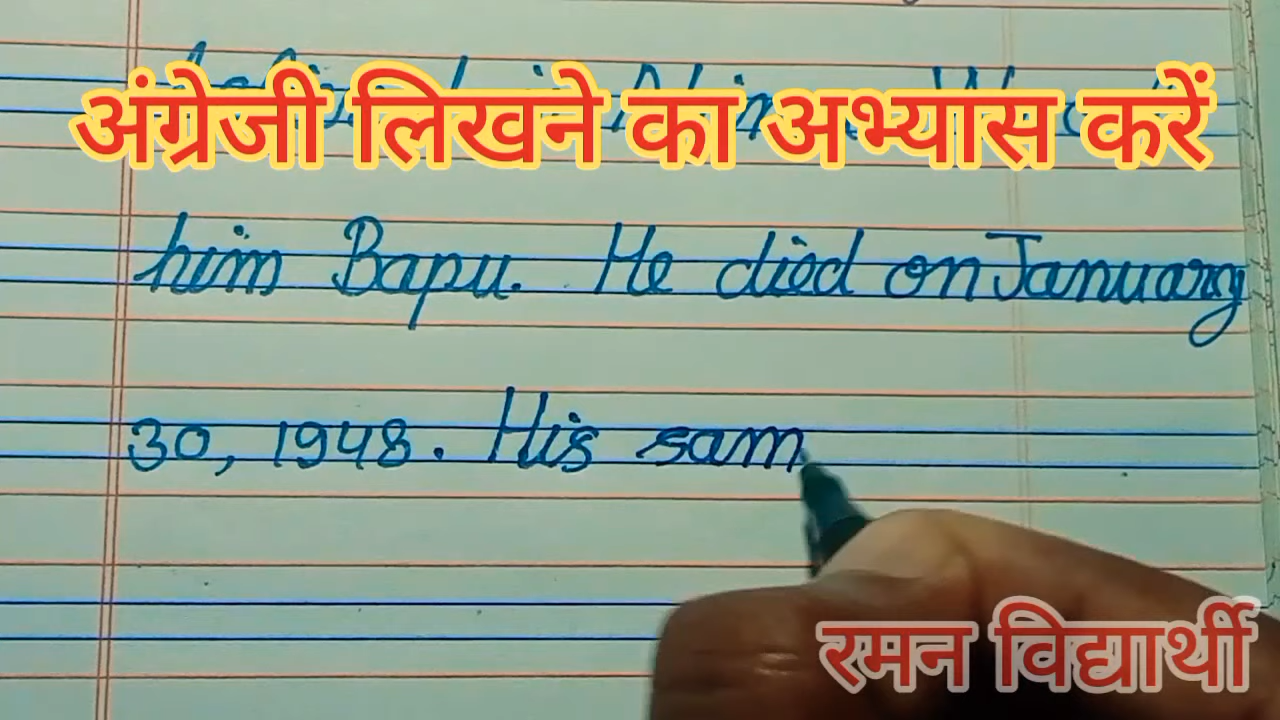 अंग्रेजी लिखने का अभ्यास करें
him Bapu. He died on January
30, 1948. His sam
रमन विद्यार्थी